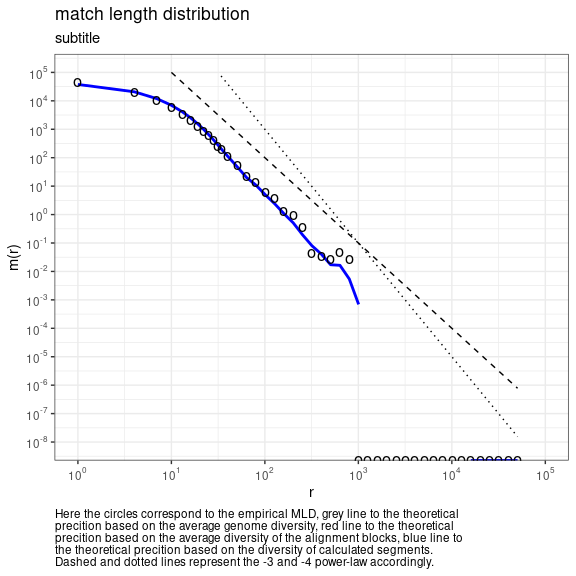 match length distribution
subtitle
10^5
10^4
10^3
10^2
10^1
10^0
10^-1
10^-2
10^-3
10^-4
10^-5
10^-6
10^-7
10^-8
m(r)
10^0 10^1 10^2 10^3 10^4 10^5
r
Here the circles correspond to the empirical MLD, grey line to the theoretical
precition based on the average genome diversity, red line to the theoretical
precition based on the average diversity of the alignment blocks, blue line to
the theoretical precition based on the diversity of calculated segments.
Dashed and dotted lines represent the -3 and -4 power-law accordingly.